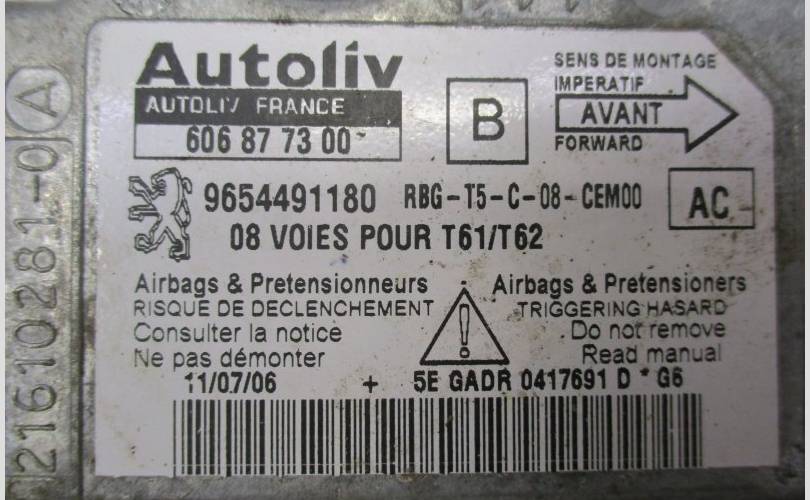 Autoliv
AUTOLIV FRANCE
606 87 73 00
B
SENS DE MONTAGE
IMPERATIF
AVANT
FORWARD
9654491180 RBG-T5-C-08-CEM00
AC
08 VOIES POUR T61/T62
Airbags & Pretensionneurs
RISQUE DE DECLENCHEMENT
Consulter la notice
Ne pas démonter
Airbags & Pretensioners
TRIGGERING HASARD
Do not remove
Read manual
11/07/06 + 5E GADR 0417691 D * G6
21610281-0 A